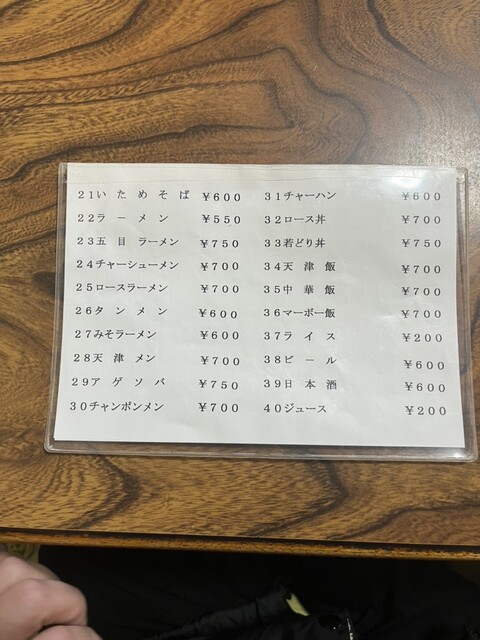 21いためそば ¥600
22ラーメン ¥550
23五目ラーメン ¥750
24チャーシューメン ¥700
25ロースラーメン ¥700
26タンメン ¥600
27みそラーメン ¥600
28天津メン ¥700
29アゲソバ ¥750
30チャンポンメン ¥700
31チャーハン ¥600
32ロース丼 ¥700
33若どり丼 ¥750
34天津飯 ¥700
35中華飯 ¥700
36マーボー飯 ¥700
37ライス ¥200
38ビール ¥600
39日本酒 ¥600
40ジュース ¥200